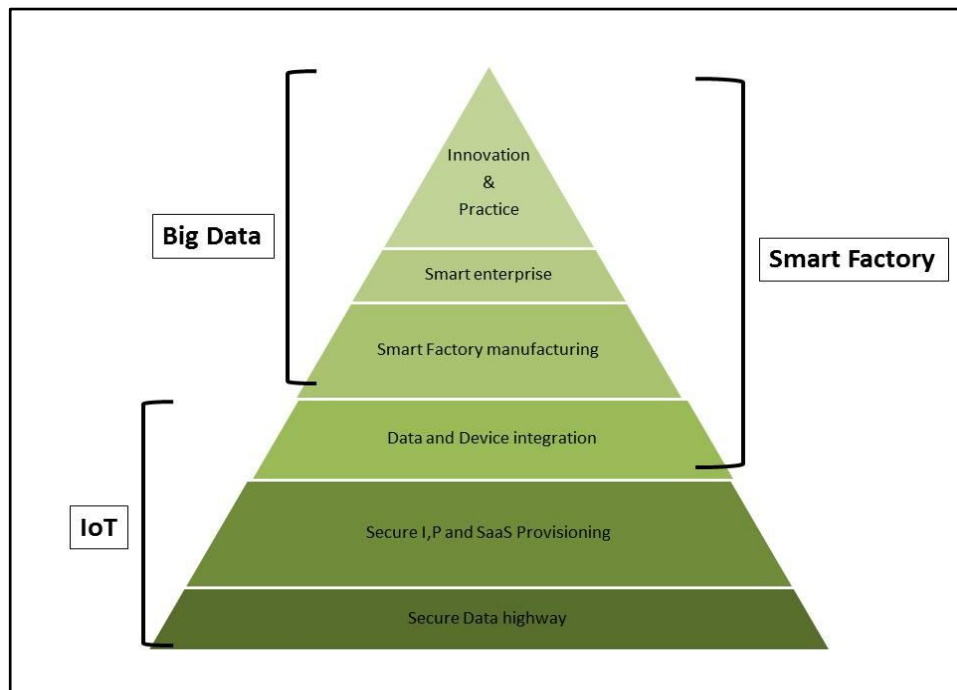 Innovation
&
Practice
Big Data
Smart Factory
Smart enterprise
Smart Factory manufacturing
Data and Device integration
IoT
Secure I,P and SaaS Provisioning
Secure Data highway